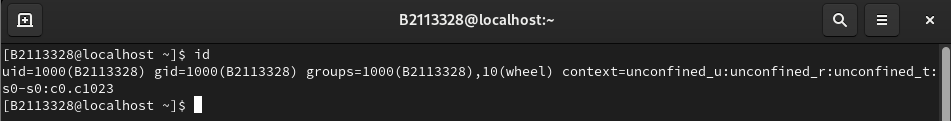 B2113328@localhost:~
[B2113328@localhost ~]$ id
uid=1000(B2113328) gid=1000(B2113328) groups=1000(B2113328),10(wheel) context=unconfined_u:unconfined_r:unconfined_t:
s0-s0:c0.c1023
[B2113328@localhost ~]$